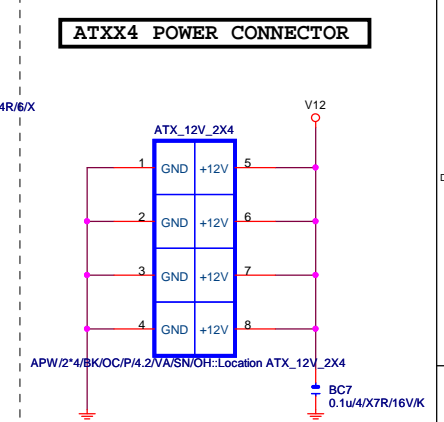 ATXX4 POWER CONNECTOR
4R/6/X
V12
ATX_12V_2X4
1 GND +12V 5
2 GND +12V 6
3 GND +12V 7
4 GND +12V 8
APW/2*4/BK/OC/P/4.2/VA/SN/OH::Location ATX_12V_2X4
BC7
0.1u/4/X7R/16V/K